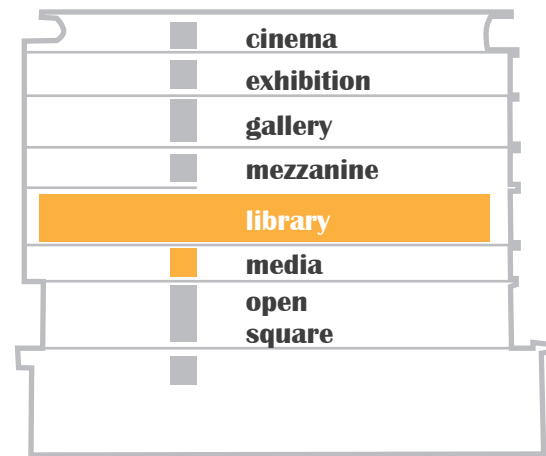 cinema
exhibition
gallery
mezzanine
library
media
open
square